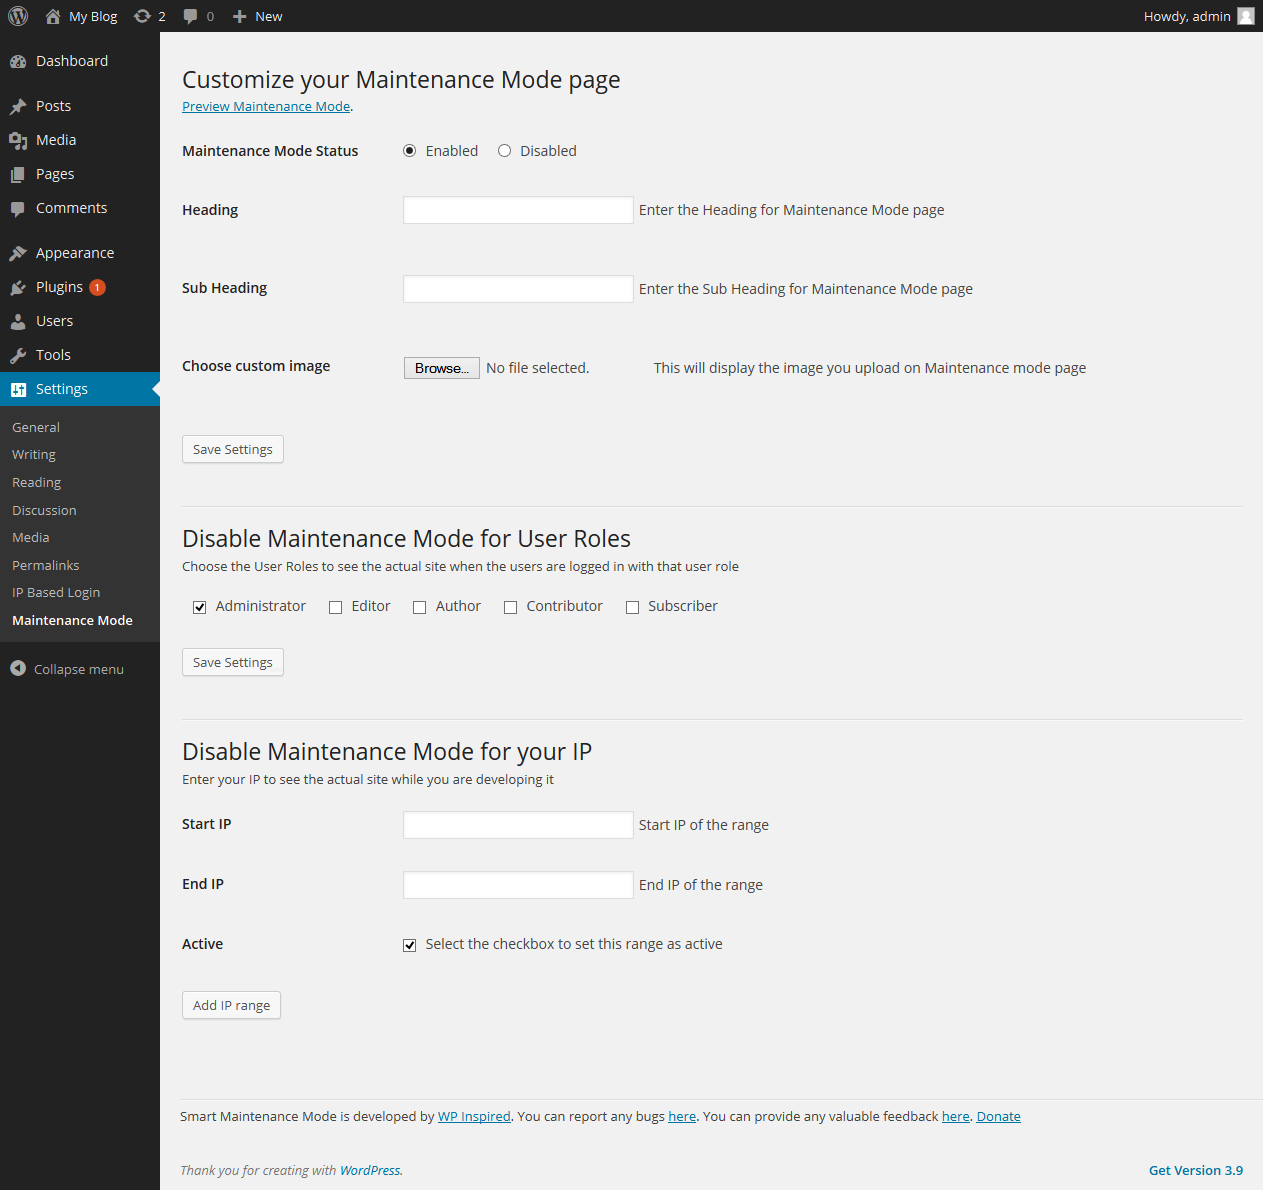 My Blog 2 0 New Howdy, admin
Dashboard
Posts
Media
Pages
Comments
Appearance
Plugins 1
Users
Tools
Settings
General
Writing
Reading
Discussion
Media
Permalinks
IP Based Login
Maintenance Mode
Collapse menu
Customize your Maintenance Mode page
Preview Maintenance Mode.
Maintenance Mode Status Enabled Disabled
Heading Enter the Heading for Maintenance Mode page
Sub Heading Enter the Sub Heading for Maintenance Mode page
Choose custom image Browse... No file selected. This will display the image you upload on Maintenance mode page
Save Settings
Disable Maintenance Mode for User Roles
Choose the User Roles to see the actual site when the users are logged in with that user role
Administrator Editor Author Contributor Subscriber
Save Settings
Disable Maintenance Mode for your IP
Enter your IP to see the actual site while you are developing it
Start IP Start IP of the range
End IP End IP of the range
Active Select the checkbox to set this range as active
Add IP range
Smart Maintenance Mode is developed by WP Inspired. You can report any bugs here. You can provide any valuable feedback here. Donate
Thank you for creating with WordPress. Get Version 3.9